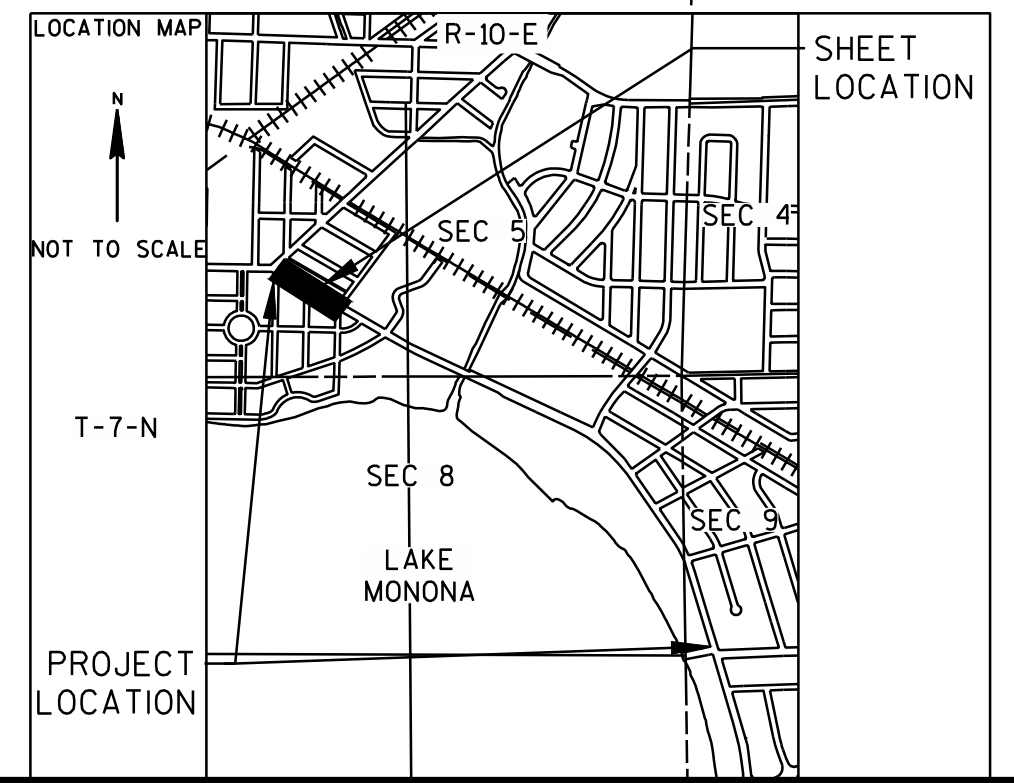 LOCATION MAP
R-10-E
SHEET
LOCATION
N
SEC 4
SEC 5
NOT TO SCALE
T-7-N
SEC 8
SEC 9
LAKE
MONONA
PROJECT
LOCATION